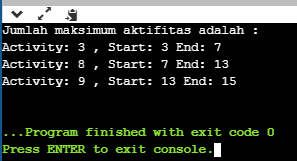 Jumlah maksimum aktifitas adalah :
Activity: 3 , Start: 3 End: 7
Activity: 8 , Start: 7 End: 13
Activity: 9 , Start: 13 End: 15
...Program finished with exit code 0
Press ENTER to exit console.